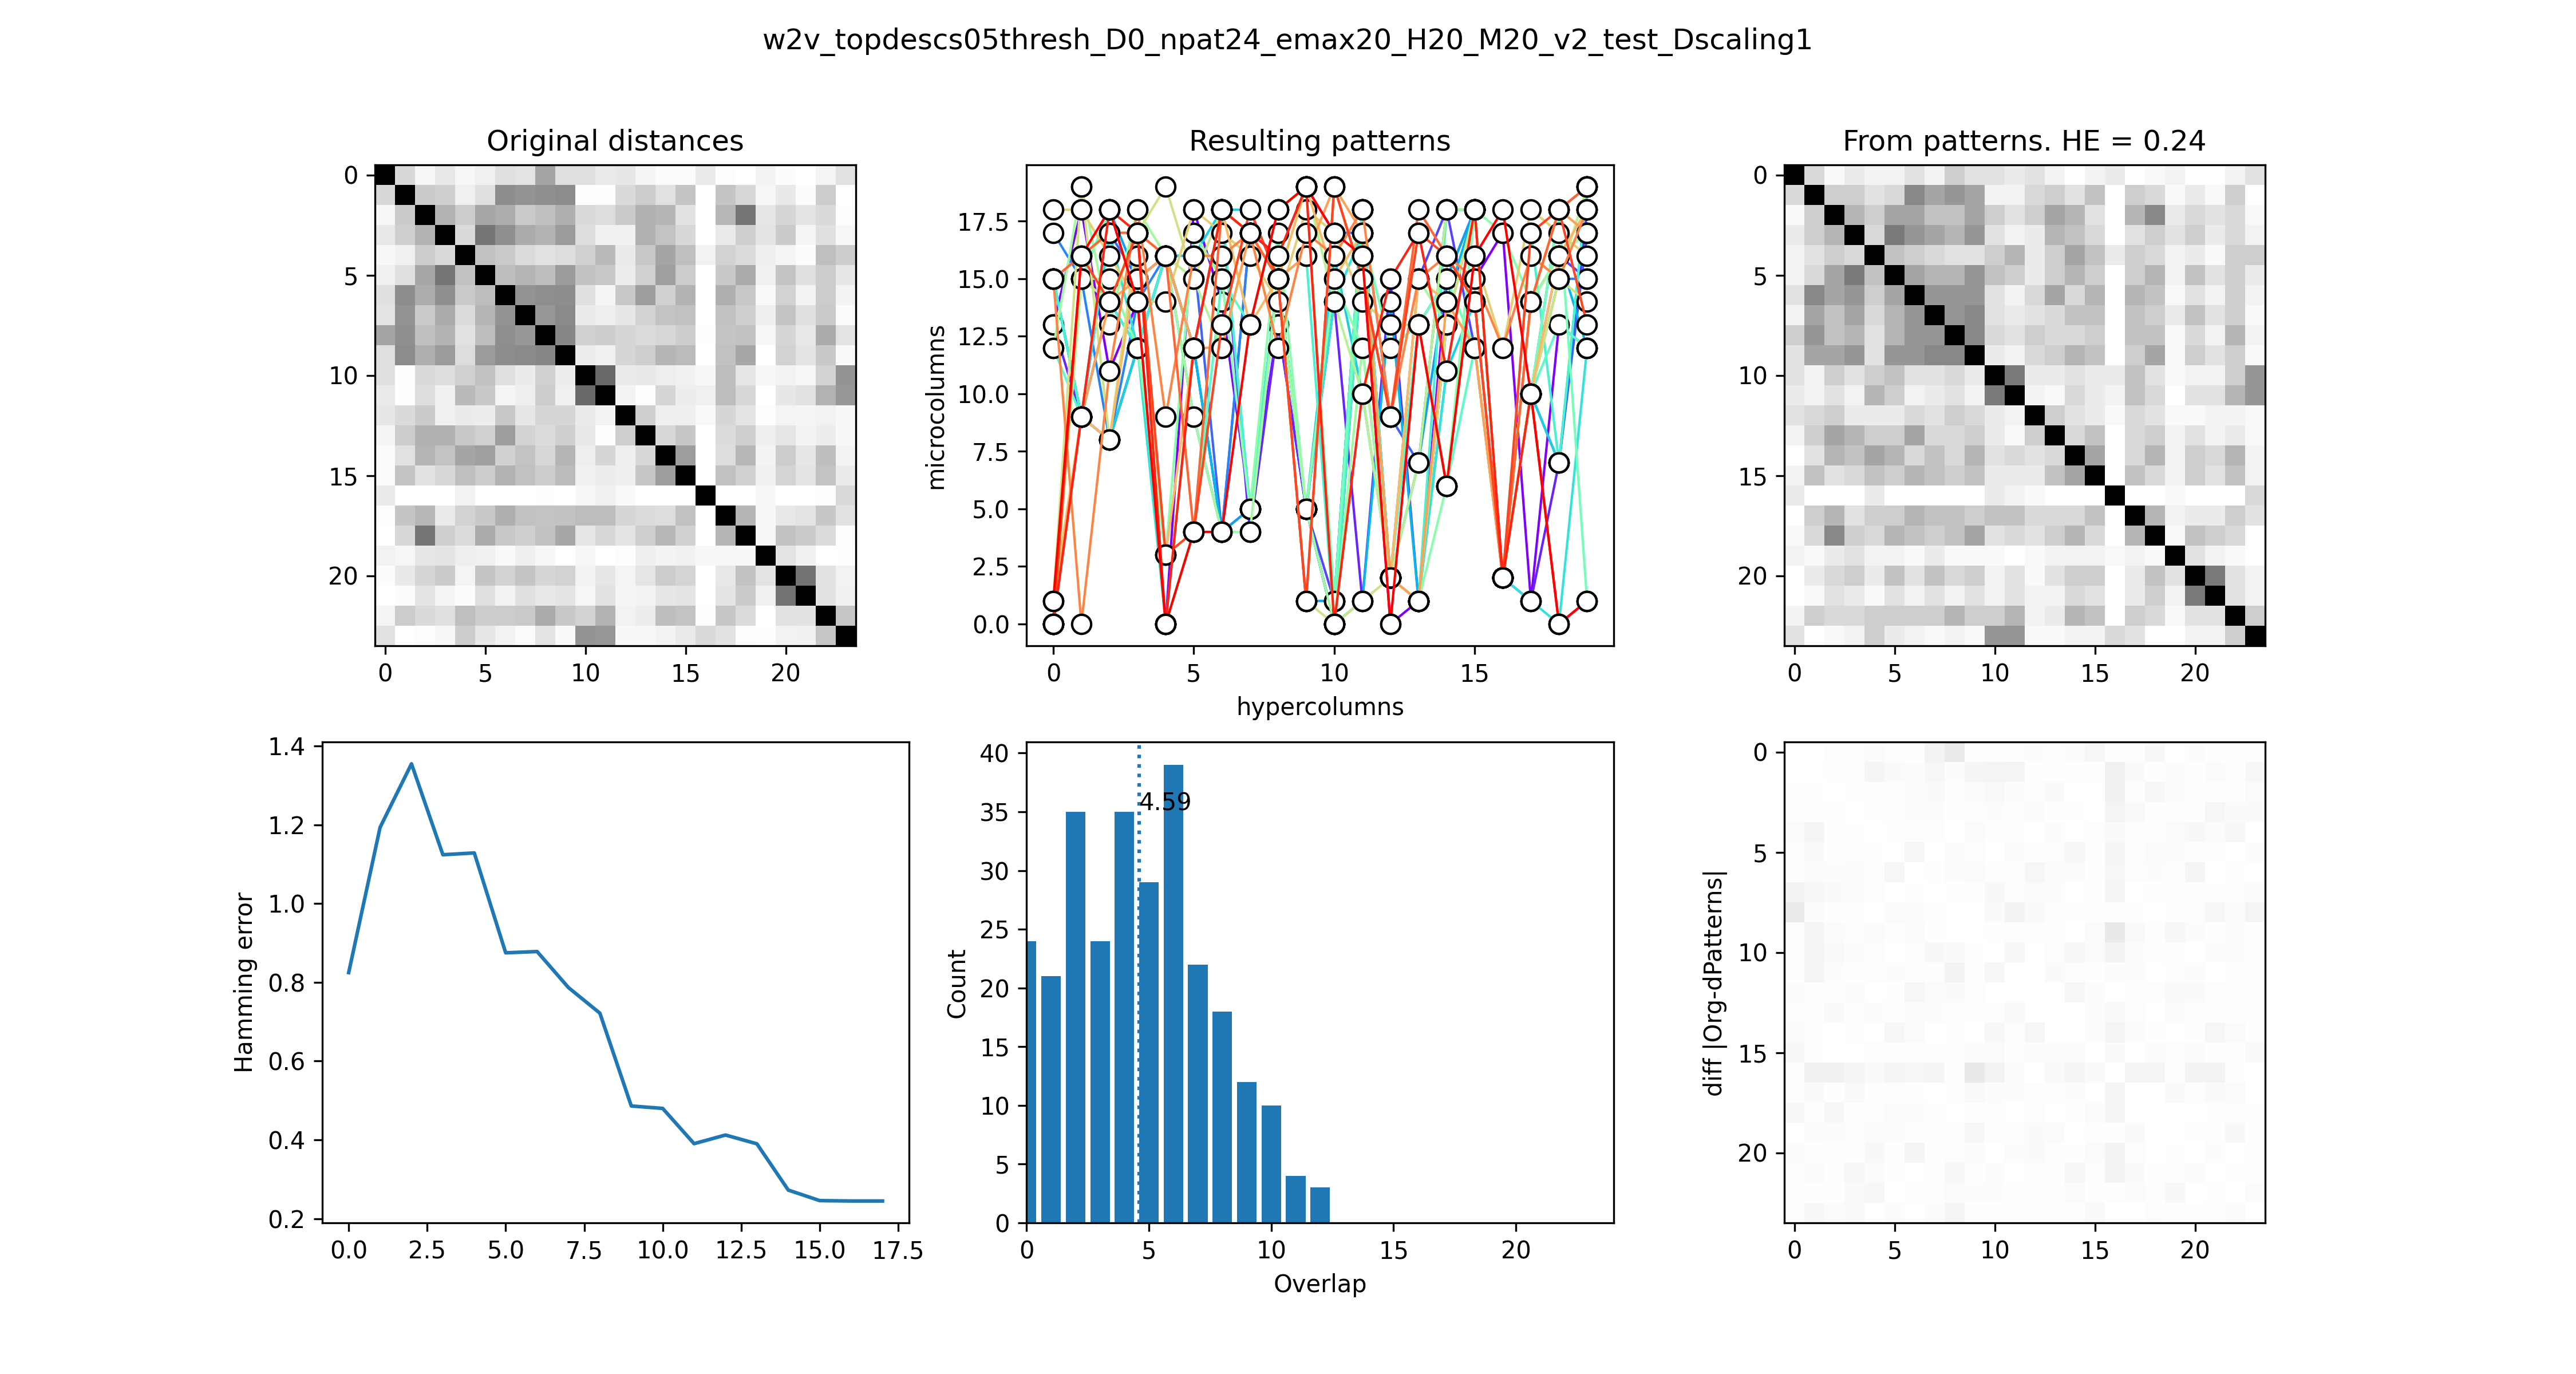 w2v_topdescs05thresh_D0_npat24_emax20_H20_M20_v2_test_Dscaling1
Original distances
0
5
10
15
20
0 5 10 15 20
Resulting patterns
microcolumns
17.5
15.0
12.5
10.0
7.5
5.0
2.5
0.0
0 5 10 15
hypercolumns
From patterns. HE = 0.24
0
5
10
15
20
0 5 10 15 20
Hamming error
1.4
1.2
1.0
0.8
0.6
0.4
0.2
0.0 2.5 5.0 7.5 10.0 12.5 15.0 17.5
Count
40
35
30
25
20
15
10
5
0
4.59
0 5 10 15 20
Overlap
diff |Org-dPatterns|
0
5
10
15
20
0 5 10 15 20